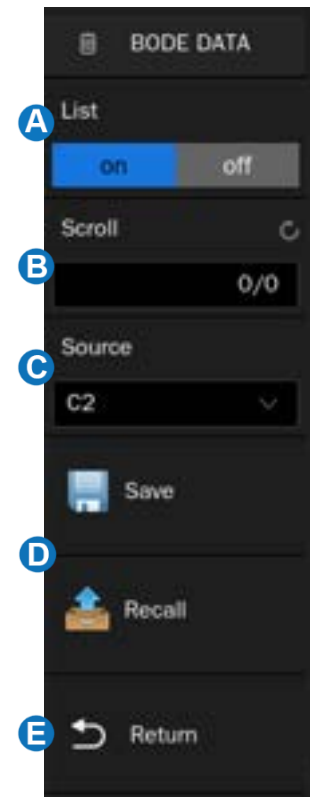 BODE DATA
A
List
on off
Scroll
B
0/0
Source
C
C2
Save
D
Recall
E
Return